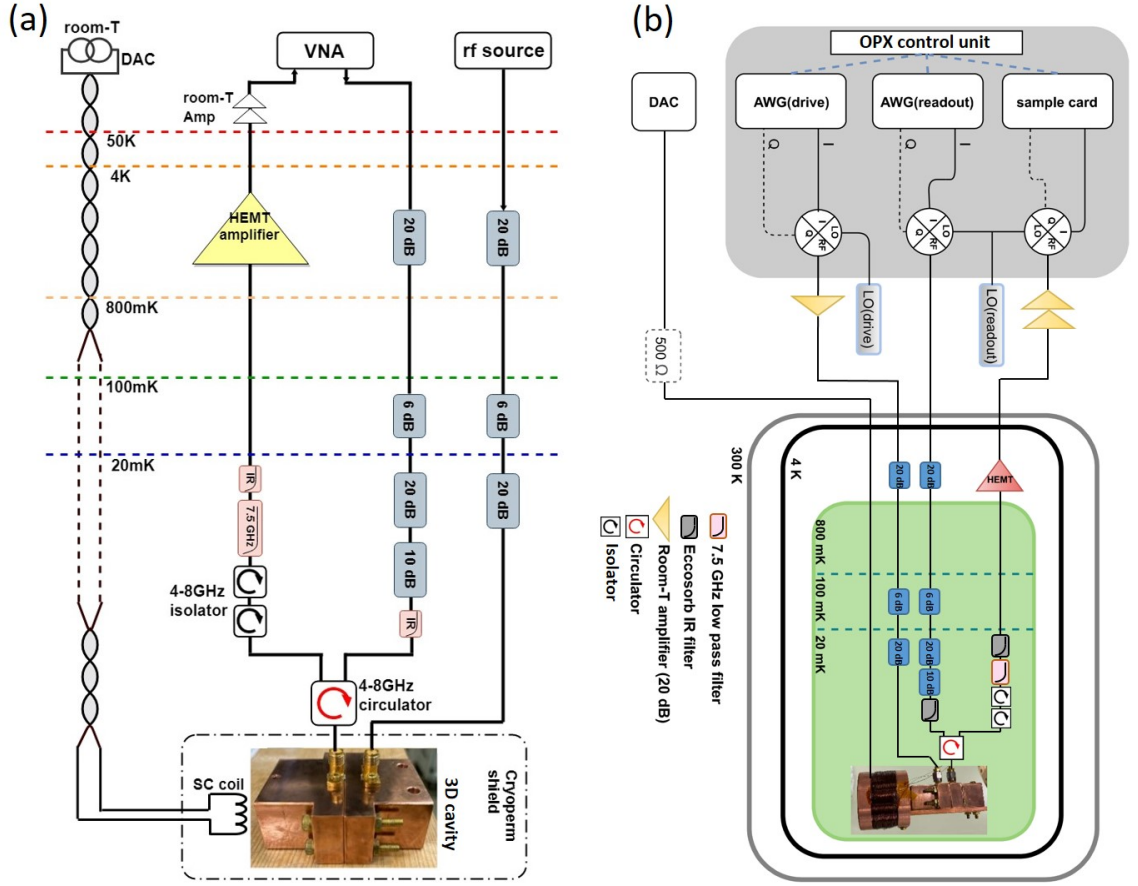 (a)
room-T
DAC
VNA
rf source
room-T
Amp
50K
4K
HEMT
amplifier
20 dB
20 dB
800mK
100mK
6 dB
6 dB
20mK
IR
7.5 GHz
20 dB
20 dB
10 dB
4-8GHz
isolator
IR
4-8GHz
circulator
SC coil
3D cavity
Cryoperm
shield
(b)
OPX control unit
DAC
AWG(drive)
AWG(readout)
sample card
Q
I
Q
I
I
LO
Q
RF
I
Q
RF
Q
I
LO
RF
LO(drive)
LO(readout)
500 Ω
300 K
4 K
20 dB
20 dB
HEMT
800 mK
100 mK
6 dB
6 dB
20 mK
20 dB
20 dB
10 dB
7.5 GHz low pass filter
Eccosorb IR filter
Room-T amplifier (20 dB)
Circulator
Isolator